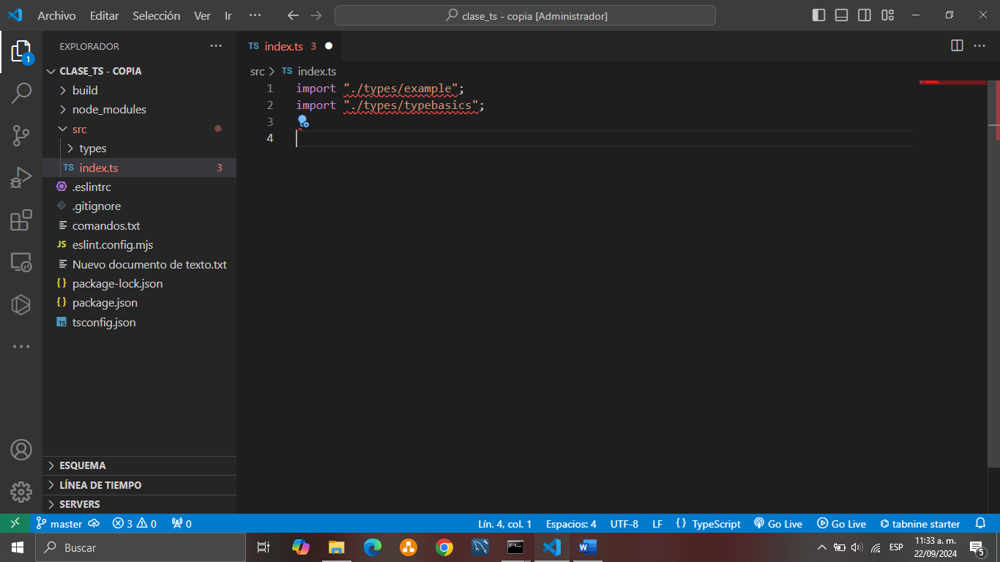 Archivo Editar Selección Ver Ir ··· clase_ts - copia [Administrador]
EXPLORADOR ···
1
CLASE_TS - COPIA
build
node_modules
src
types
TS index.ts 3
.eslintrc
.gitignore
comandos.txt
JS eslint.config.mjs
Nuevo documento de texto.txt
{} package-lock.json
{} package.json
TS tsconfig.json
ESQUEMA
LÍNEA DE TIEMPO
SERVERS
TS index.ts 3
src > TS index.ts
1 import "./types/example";
2 import "./types/typebasics";
3
4
master 3 0 0 Lín. 4, col. 1 Espacios: 4 UTF-8 LF {} TypeScript Go Live Go Live tabnine starter
Buscar ESP 11:33 a. m.
22/09/2024 5